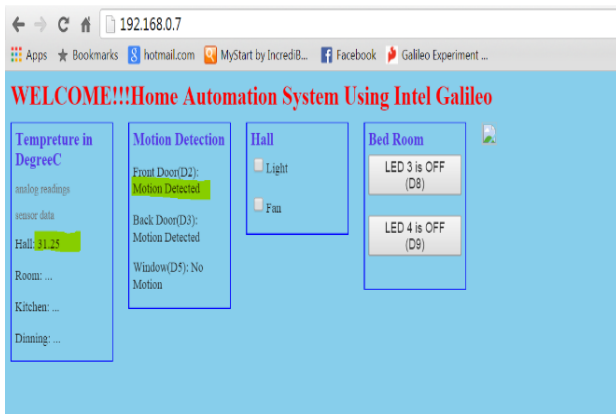 192.168.0.7
Apps Bookmarks hotmail.com MyStart by IncrediB... Facebook Galileo Experiment ...
WELCOME!!!Home Automation System Using Intel Galileo
Tempreture in
DegreeC
analog readings
sensor data
Hall: 31.25
Room: ...
Kitchen: ...
Dinning: ...
Motion Detection
Front Door(D2):
Motion Detected
Back Door(D3):
Motion Detected
Window(D5): No
Motion
Hall
Light
Fan
Bed Room
LED 3 is OFF
(D8)
LED 4 is OFF
(D9)